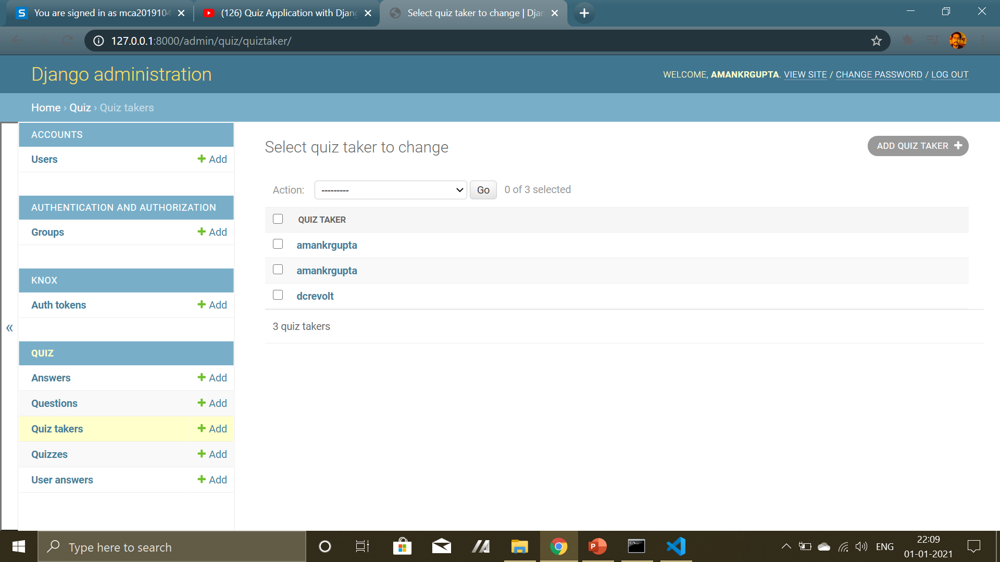 You are signed in as mca2019104
(126) Quiz Application with Djang
Select quiz taker to change | Djan
127.0.0.1:8000/admin/quiz/quiztaker/
Django administration
WELCOME, AMANKRGUPTA. VIEW SITE / CHANGE PASSWORD / LOG OUT
Home › Quiz › Quiz takers
ACCOUNTS
Users
Add
AUTHENTICATION AND AUTHORIZATION
Groups
Add
KNOX
Auth tokens
Add
«
QUIZ
Answers
Add
Questions
Add
Quiz takers
Add
Quizzes
Add
User answers
Add
Select quiz taker to change
ADD QUIZ TAKER +
Action:
---------
Go
0 of 3 selected
QUIZ TAKER
amankrgupta
amankrgupta
dcrevolt
3 quiz takers
Type here to search
ENG
22:09
01-01-2021